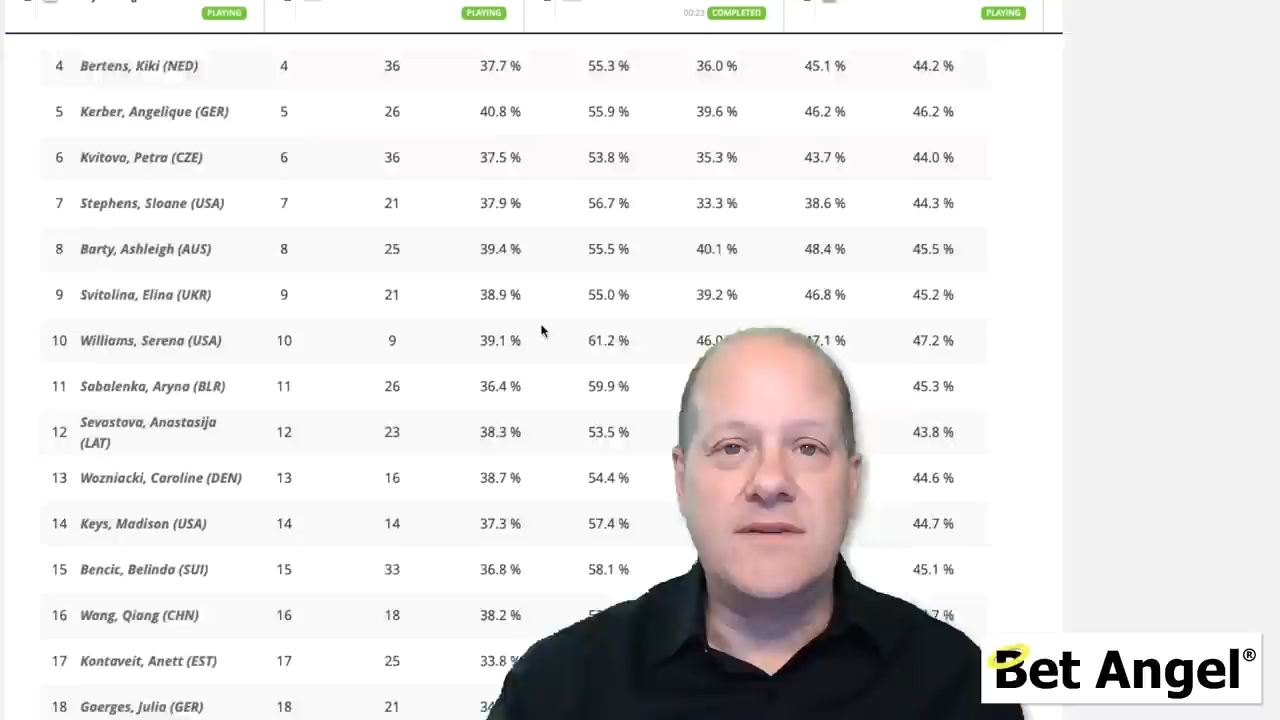 PLAYING PLAYING 00:23 COMPLETED PLAYING
4 Bertens, Kiki (NED) 4 36 37.7 % 55.3 % 36.0 % 45.1 % 44.2 %
5 Kerber, Angelique (GER) 5 26 40.8 % 55.9 % 39.6 % 46.2 % 46.2 %
6 Kvitova, Petra (CZE) 6 36 37.5 % 53.8 % 35.3 % 43.7 % 44.0 %
7 Stephens, Sloane (USA) 7 21 37.9 % 56.7 % 33.3 % 38.6 % 44.3 %
8 Barty, Ashleigh (AUS) 8 25 39.4 % 55.5 % 40.1 % 48.4 % 45.5 %
9 Svitolina, Elina (UKR) 9 21 38.9 % 55.0 % 39.2 % 46.8 % 45.2 %
10 Williams, Serena (USA) 10 9 39.1 % 61.2 % 47.2 %
11 Sabalenka, Aryna (BLR) 11 26 36.4 % 59.9 % 45.3 %
12 Sevastova, Anastasija
(LAT) 12 23 38.3 % 53.5 % 43.8 %
13 Wozniacki, Caroline (DEN) 13 16 38.7 % 54.4 % 44.6 %
14 Keys, Madison (USA) 14 14 37.3 % 57.4 % 44.7 %
15 Bencic, Belinda (SUI) 15 33 36.8 % 58.1 % 45.1 %
16 Wang, Qiang (CHN) 16 18 38.2 %
17 Kontaveit, Anett (EST) 17 25 33.8 %
18 Goerges, Julia (GER) 18 21
Bet Angel®